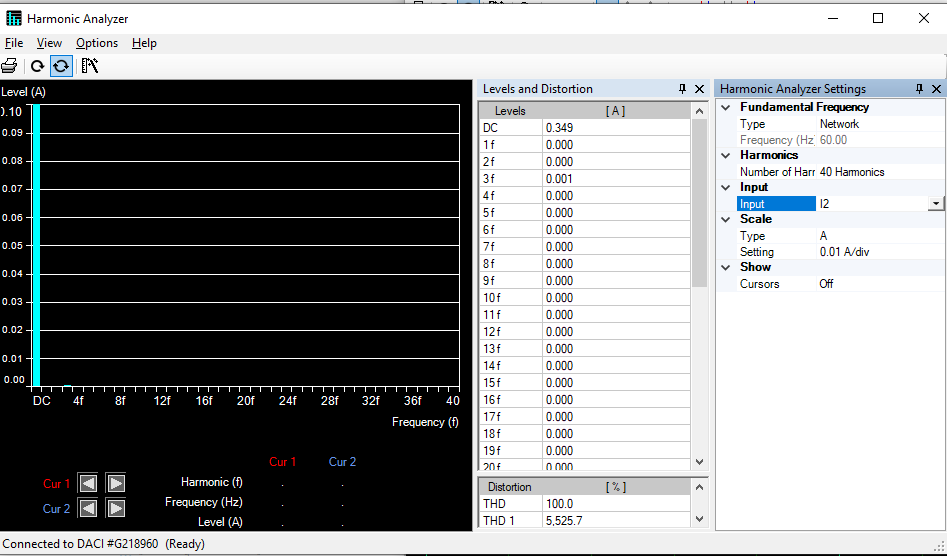 Harmonic Analyzer
File View Options Help
Level (A)
0.10
0.09
0.08
0.07
0.06
0.05
0.04
0.03
0.02
0.01
0.00
DC 4f 8f 12f 16f 20f 24f 28f 32f 36f 40
Frequency (f)
Cur 1 Cur 2
Cur 1 Harmonic (f) . .
Frequency (Hz) . .
Cur 2
Level (A) . .
Levels and Distortion
Levels [ A ]
DC 0.349
1 f 0.000
2 f 0.000
3 f 0.001
4 f 0.000
5 f 0.000
6 f 0.000
7 f 0.000
8 f 0.000
9 f 0.000
10 f 0.000
11 f 0.000
12 f 0.000
13 f 0.000
14 f 0.000
15 f 0.000
16 f 0.000
17 f 0.000
18 f 0.000
19 f 0.000
20 f 0.000
Distortion [ % ]
THD 100.0
THD 1 5,525.7
Harmonic Analyzer Settings
Fundamental Frequency
Type Network
Frequency (Hz 60.00
Harmonics
Number of Harr 40 Harmonics
Input
Input I2
Scale
Type A
Setting 0.01 A/div
Show
Cursors Off
Connected to DACI #G218960 (Ready)